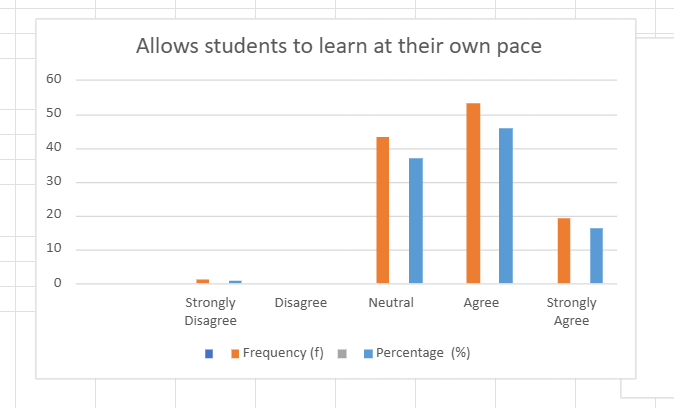 Allows students to learn at their own pace
60
50
40
30
20
10
0
Strongly Disagree Neutral Agree Strongly
Disagree Agree
Frequency (f) Percentage (%)